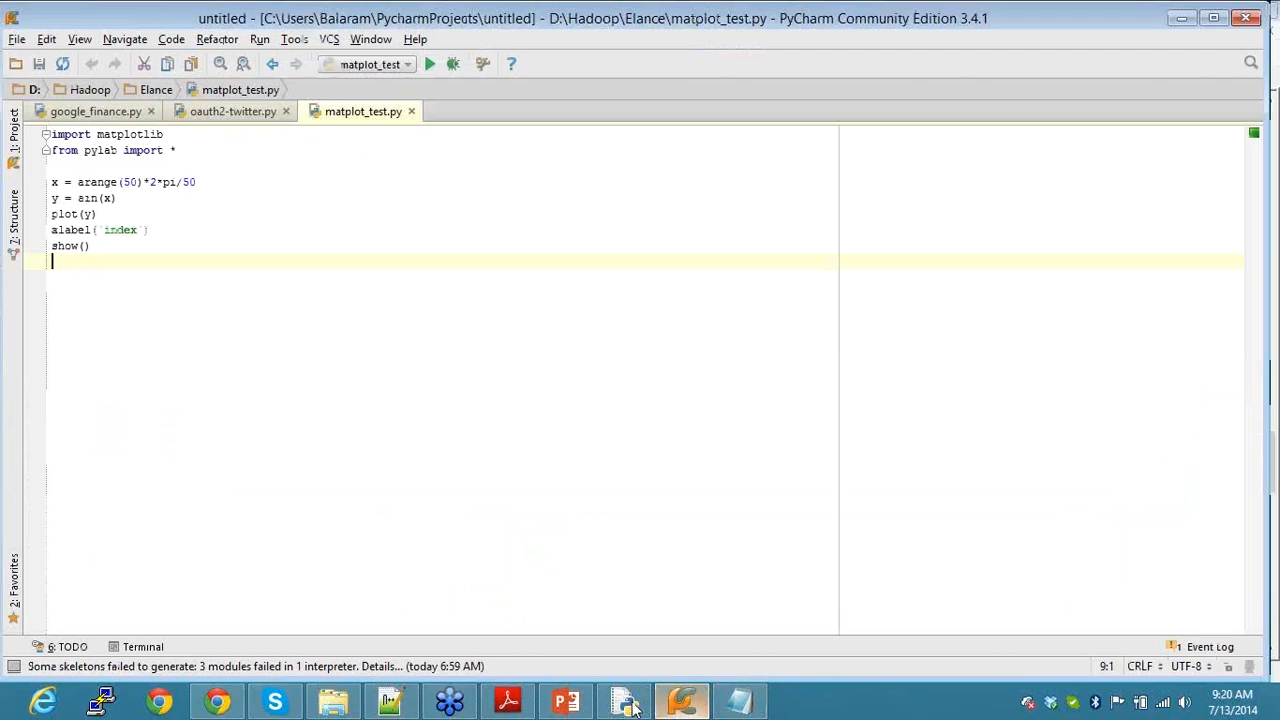 untitled - [C:\Users\Balaram\PycharmProjects\untitled] - D:\Hadoop\Elance\matplot_test.py - PyCharm Community Edition 3.4.1
File Edit View Navigate Code Refactor Run Tools VCS Window Help
matplot_test
D: Hadoop Elance matplot_test.py
google_finance.py oauth2-twitter.py matplot_test.py
1: Project
7: Structure
2: Favorites
import matplotlib
from pylab import *
x = arange(50)*2*pi/50
y = sin(x)
plot(y)
xlabel('index')
show()
6: TODO Terminal 1 Event Log
Some skeletons failed to generate: 3 modules failed in 1 interpreter. Details... (today 6:59 AM) 9:1 CRLF UTF-8
9:20 AM
7/13/2014